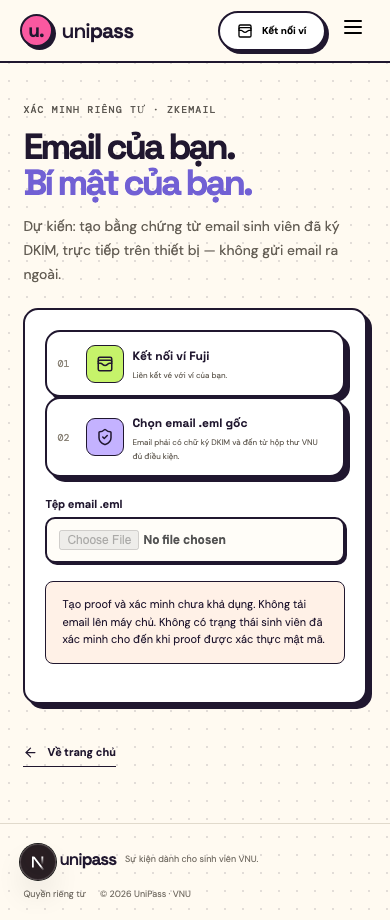 u. unipass
Kết nối ví
XÁC MINH RIÊNG TƯ · ZKEMAIL
Email của bạn.
Bí mật của bạn.
Dự kiến: tạo bằng chứng từ email sinh viên đã ký
DKIM, trực tiếp trên thiết bị — không gửi email ra
ngoài.
01
Kết nối ví Fuji
Liên kết vé với ví của bạn.
02
Chọn email .eml gốc
Email phải có chữ ký DKIM và đến từ hộp thư VNU
đủ điều kiện.
Tệp email .eml
Choose File No file chosen
Tạo proof và xác minh chưa khả dụng. Không tải
email lên máy chủ. Không có trạng thái sinh viên đã
xác minh cho đến khi proof được xác thực mật mã.
← Về trang chủ
N unipass Sự kiện dành cho sinh viên VNU.
Quyền riêng tư © 2026 UniPass · VNU